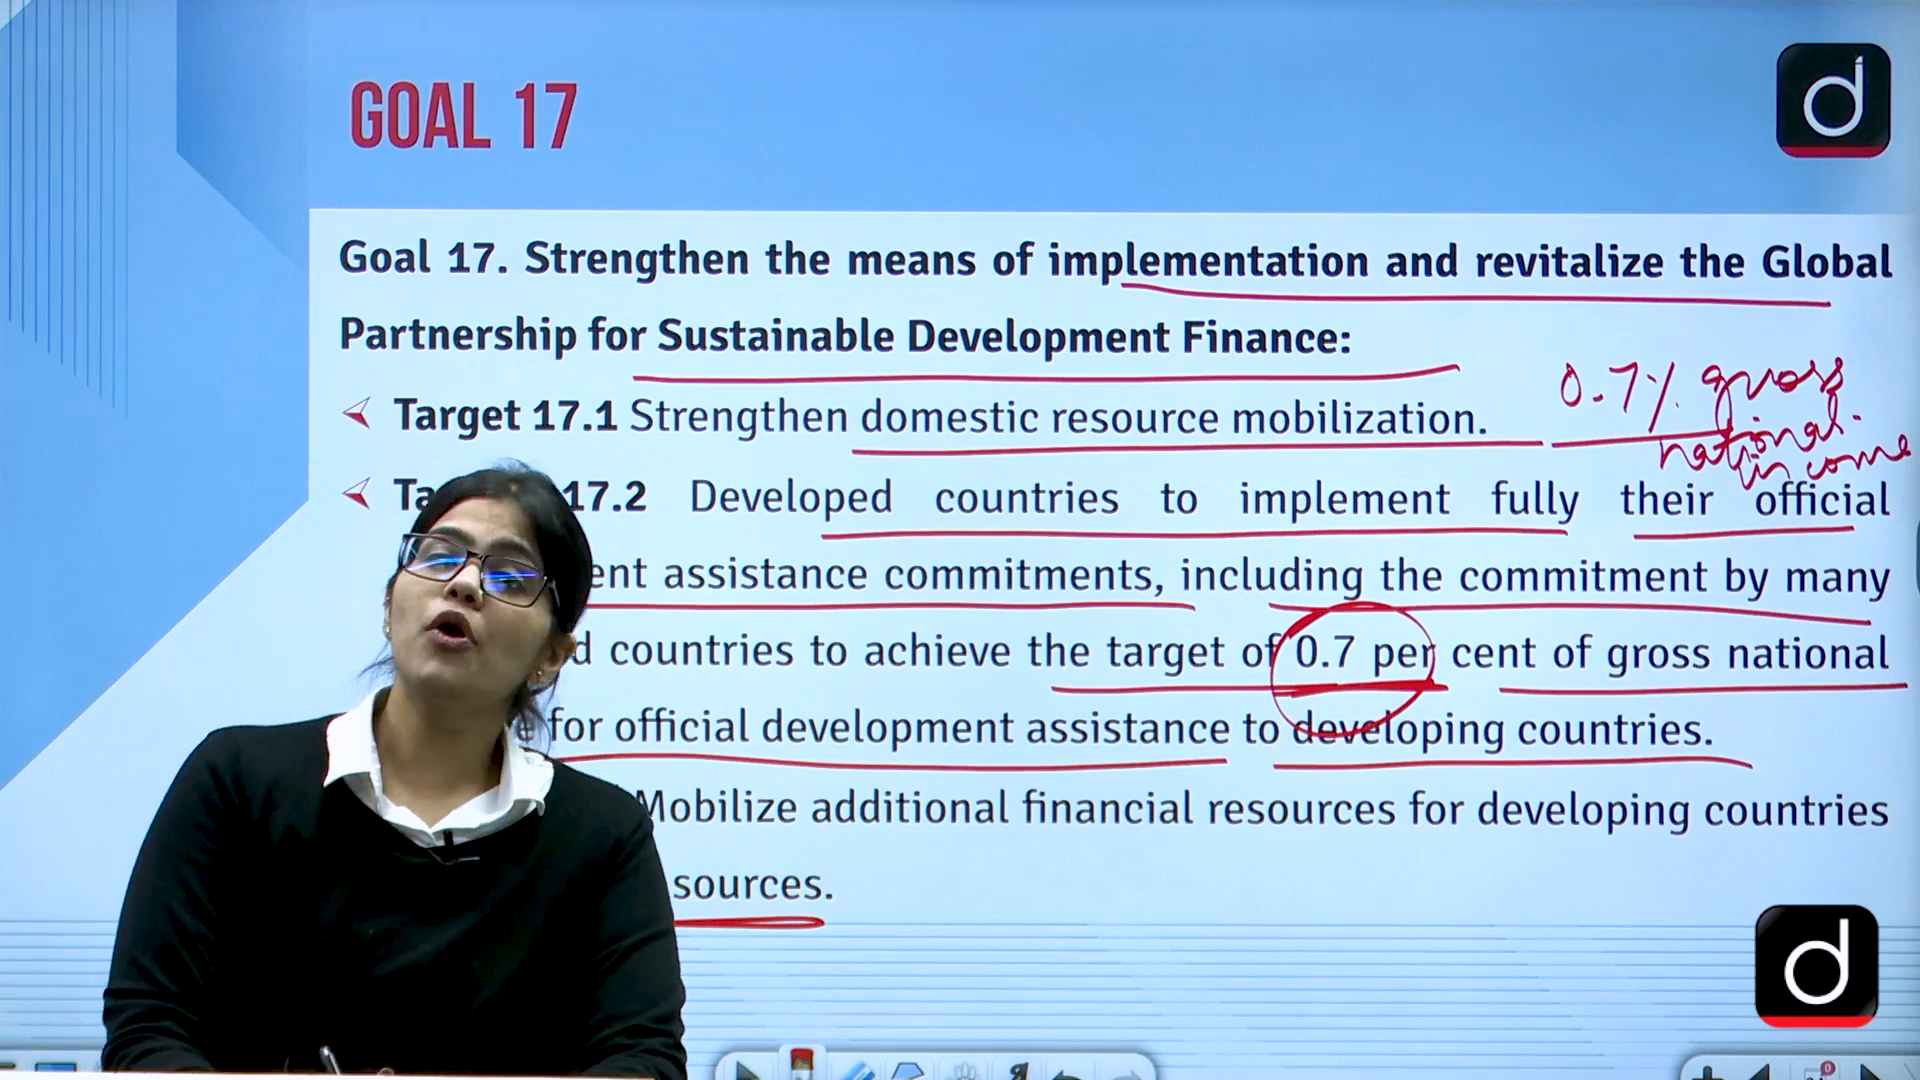 GOAL 17
d
Goal 17. Strengthen the means of implementation and revitalize the Global
Partnership for Sustainable Development Finance:
0.7% gross
national
income
Target 17.1 Strengthen domestic resource mobilization.
Ta 17.2 Developed countries to implement fully their official
ent assistance commitments, including the commitment by many
d countries to achieve the target of 0.7 per cent of gross national
e for official development assistance to developing countries.
Mobilize additional financial resources for developing countries
sources.
d